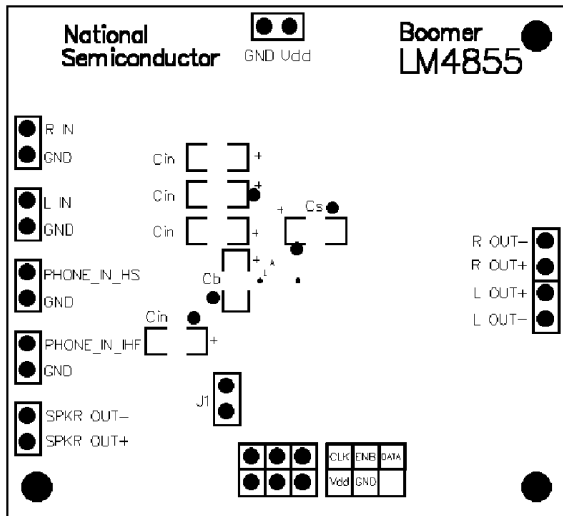 National
Semiconductor
GND Vdd
Boomer
LM4855
R IN
GND
L IN
GND
PHONE_IN_HS
GND
PHONE_IN_IHF
GND
SPKR OUT-
SPKR OUT+
Cin +
Cin +
Cin +
+ Cs
+
Cb
Cin +
J1
R OUT-
R OUT+
L OUT+
L OUT-
CLK ENB DATA
Vdd GND